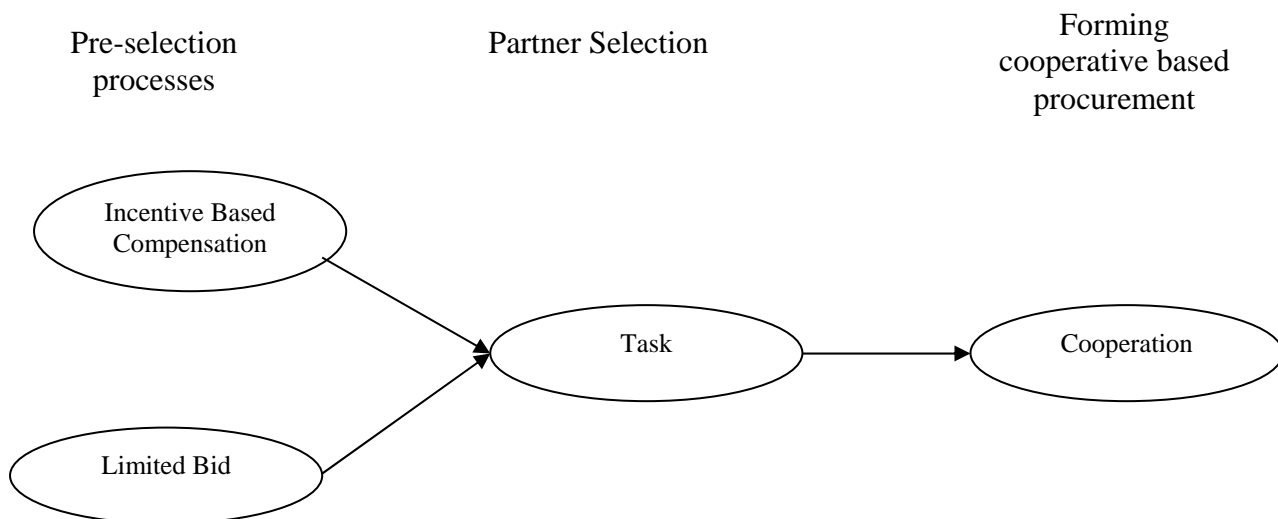 Pre-selection
processes
Partner Selection
Forming
cooperative based
procurement
Incentive Based
Compensation
Task
Cooperation
Limited Bid